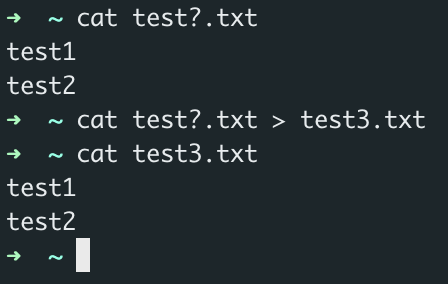 ➜ ~ cat test?.txt
test1
test2
➜ ~ cat test?.txt > test3.txt
➜ ~ cat test3.txt
test1
test2
➜ ~